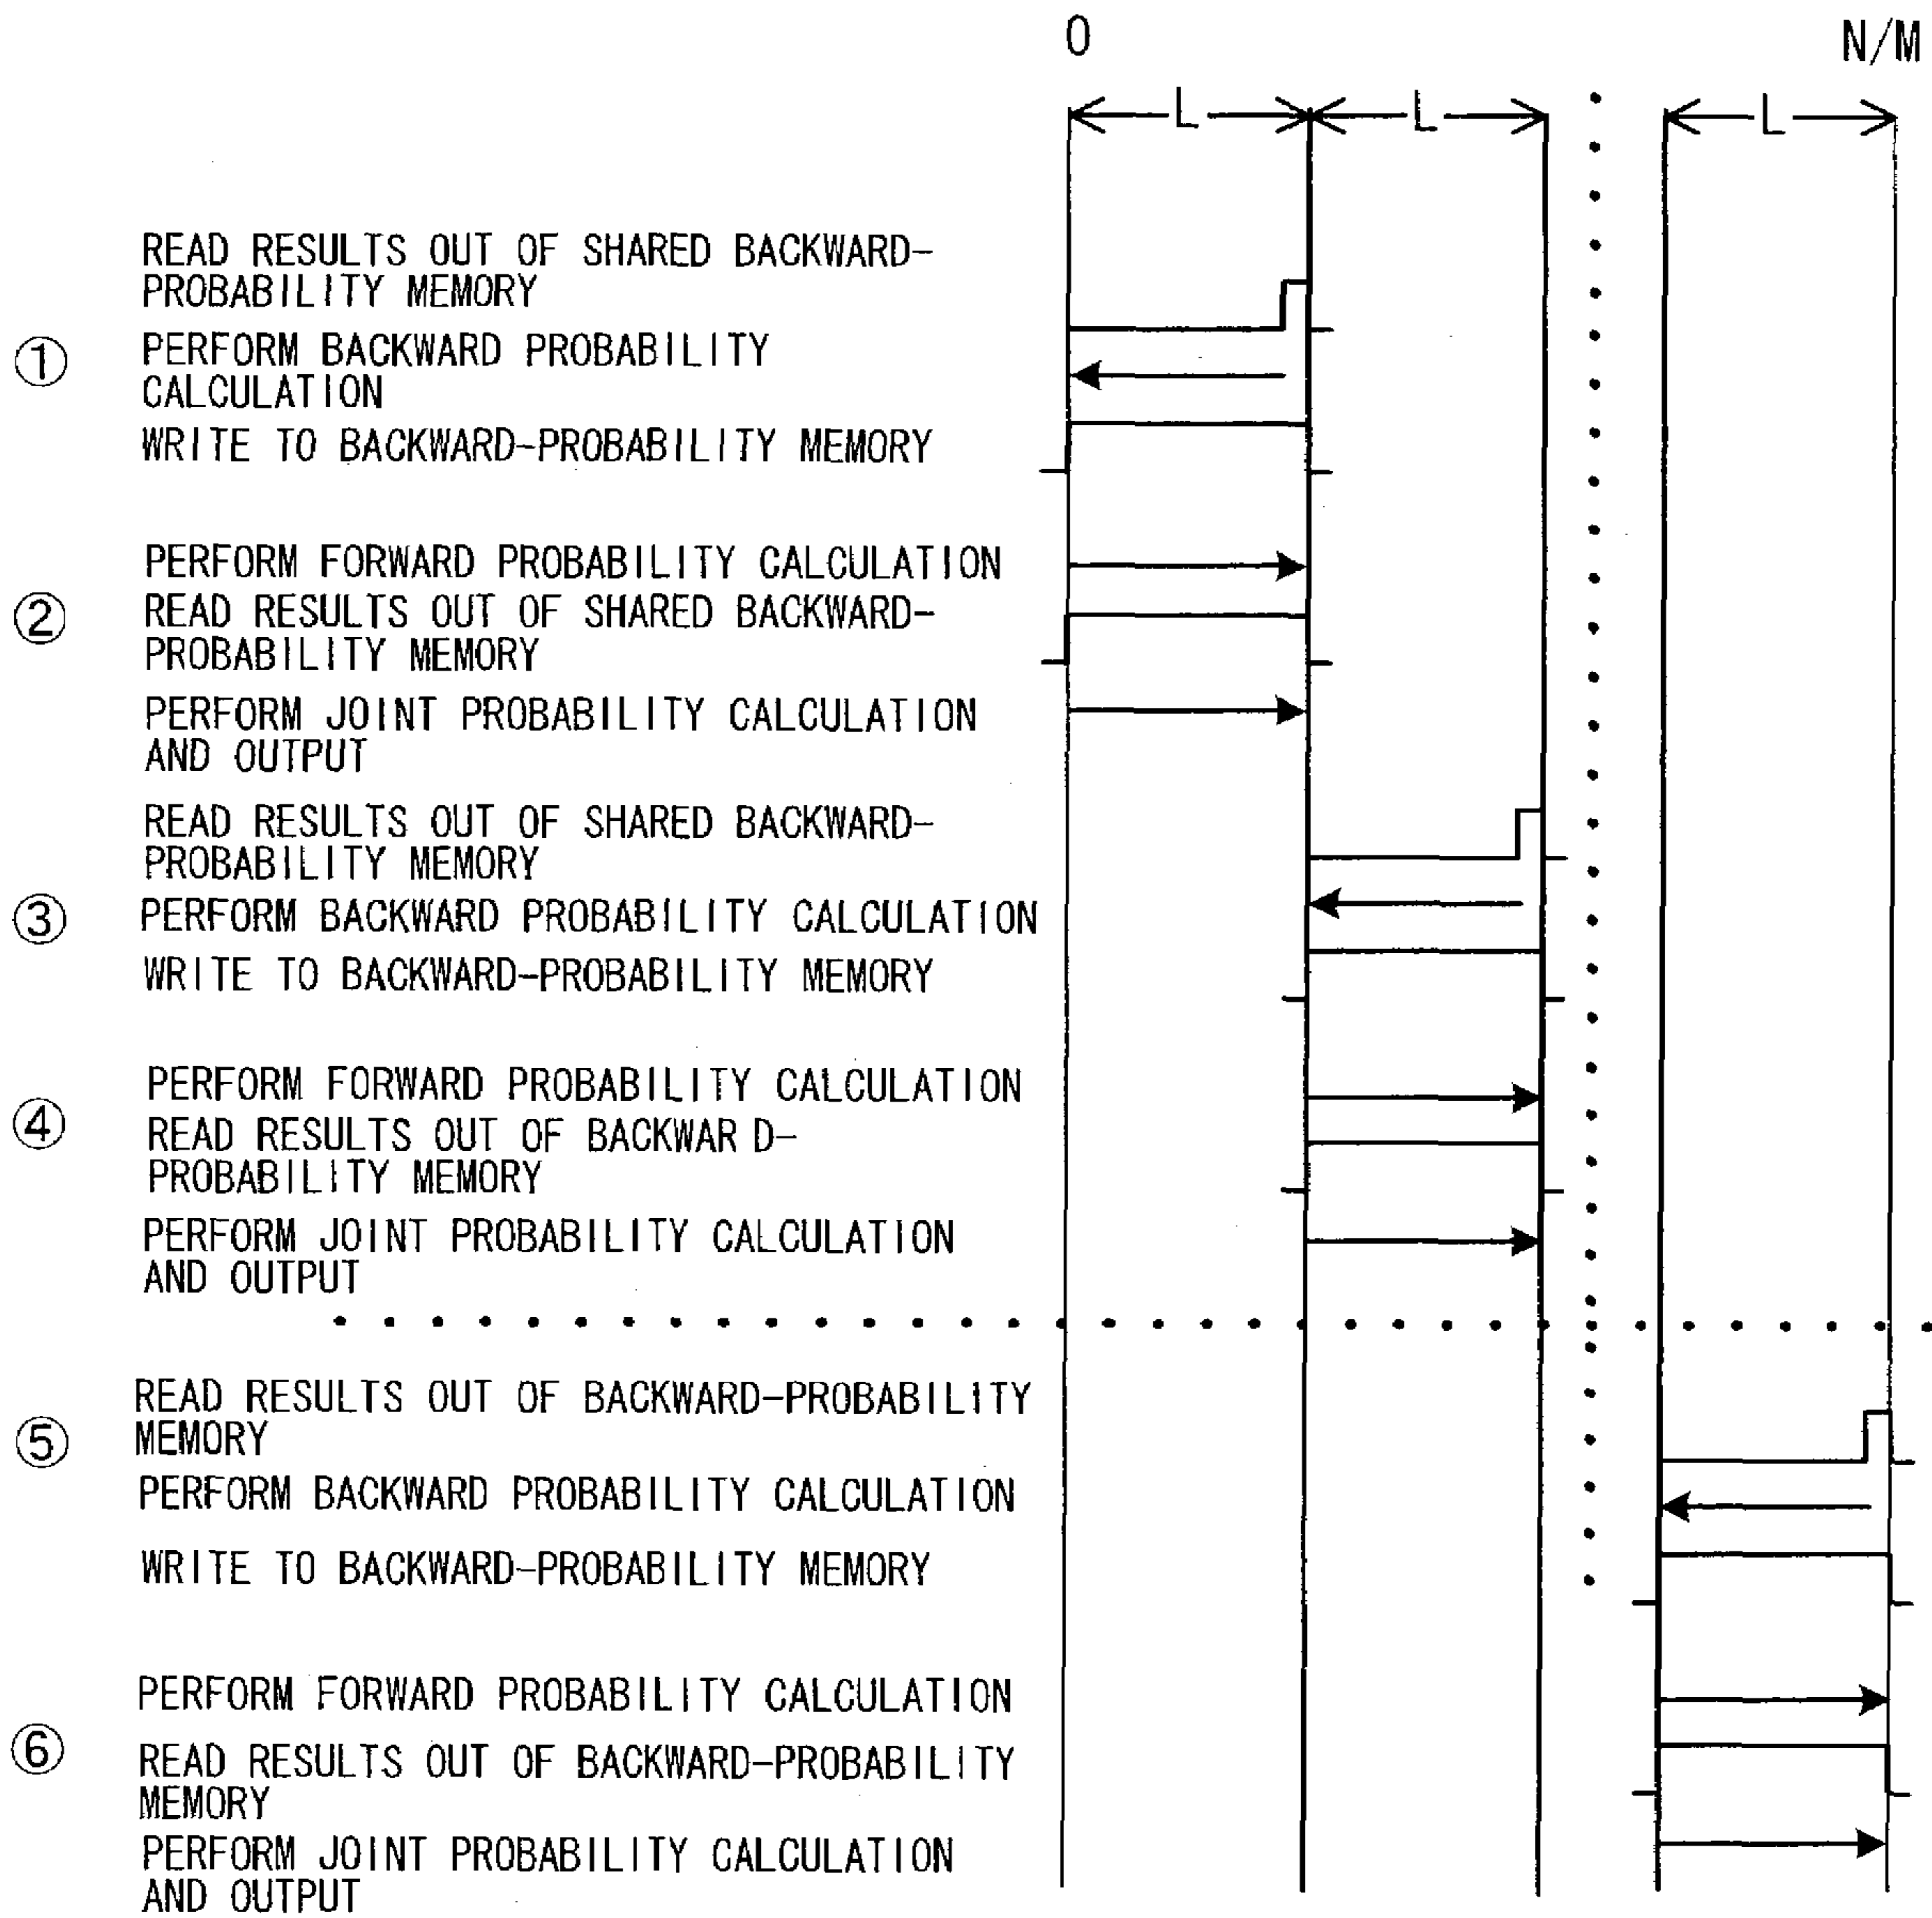 0
N/M
L
L
L
READ RESULTS OUT OF SHARED BACKWARD-
PROBABILITY MEMORY
①
PERFORM BACKWARD PROBABILITY
CALCULATION
WRITE TO BACKWARD-PROBABILITY MEMORY
PERFORM FORWARD PROBABILITY CALCULATION
②
READ RESULTS OUT OF SHARED BACKWARD-
PROBABILITY MEMORY
PERFORM JOINT PROBABILITY CALCULATION
AND OUTPUT
READ RESULTS OUT OF SHARED BACKWARD-
PROBABILITY MEMORY
③
PERFORM BACKWARD PROBABILITY CALCULATION
WRITE TO BACKWARD-PROBABILITY MEMORY
PERFORM FORWARD PROBABILITY CALCULATION
④
READ RESULTS OUT OF BACKWAR D-
PROBABILITY MEMORY
PERFORM JOINT PROBABILITY CALCULATION
AND OUTPUT
READ RESULTS OUT OF BACKWARD-PROBABILITY
MEMORY
⑤
PERFORM BACKWARD PROBABILITY CALCULATION
WRITE TO BACKWARD-PROBABILITY MEMORY
PERFORM FORWARD PROBABILITY CALCULATION
⑥
READ RESULTS OUT OF BACKWARD-PROBABILITY
MEMORY
PERFORM JOINT PROBABILITY CALCULATION
AND OUTPUT